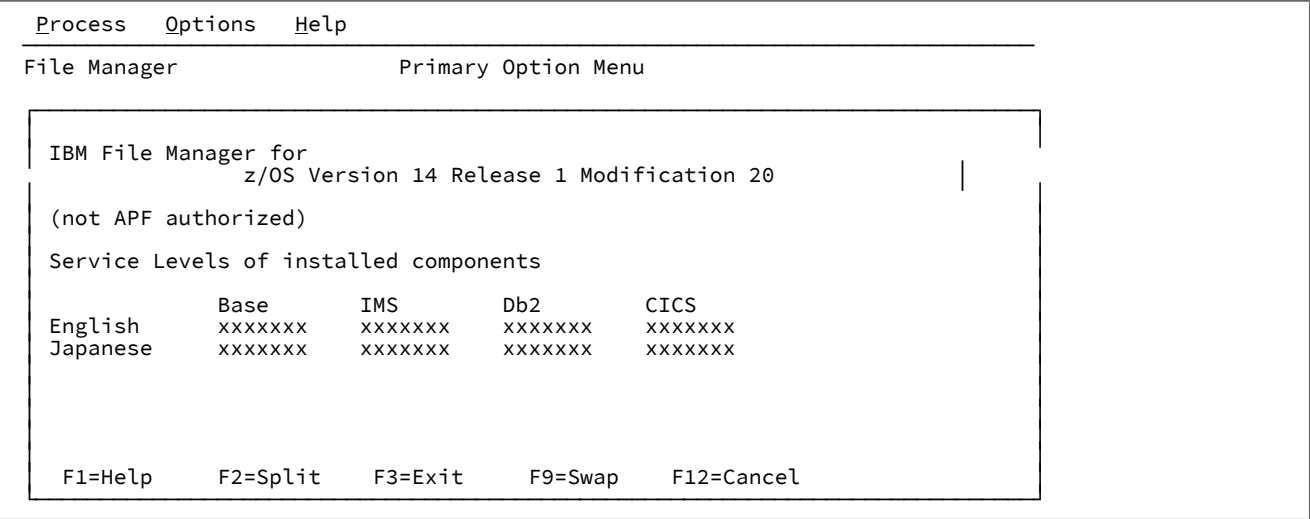 Process Options Help
File Manager Primary Option Menu
IBM File Manager for
z/OS Version 14 Release 1 Modification 20
(not APF authorized)
Service Levels of installed components
Base IMS Db2 CICS
English xxxxxxx xxxxxxx xxxxxxx xxxxxxx
Japanese xxxxxxx xxxxxxx xxxxxxx xxxxxxx
F1=Help F2=Split F3=Exit F9=Swap F12=Cancel